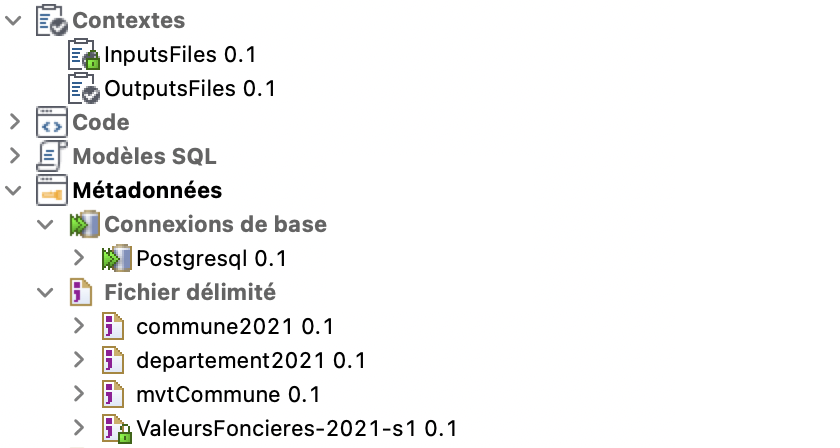 Contextes
InputsFiles 0.1
OutputsFiles 0.1
Code
Modèles SQL
Métadonnées
Connexions de base
Postgresql 0.1
Fichier délimité
commune2021 0.1
departement2021 0.1
mvtCommune 0.1
ValeursFoncieres-2021-s1 0.1